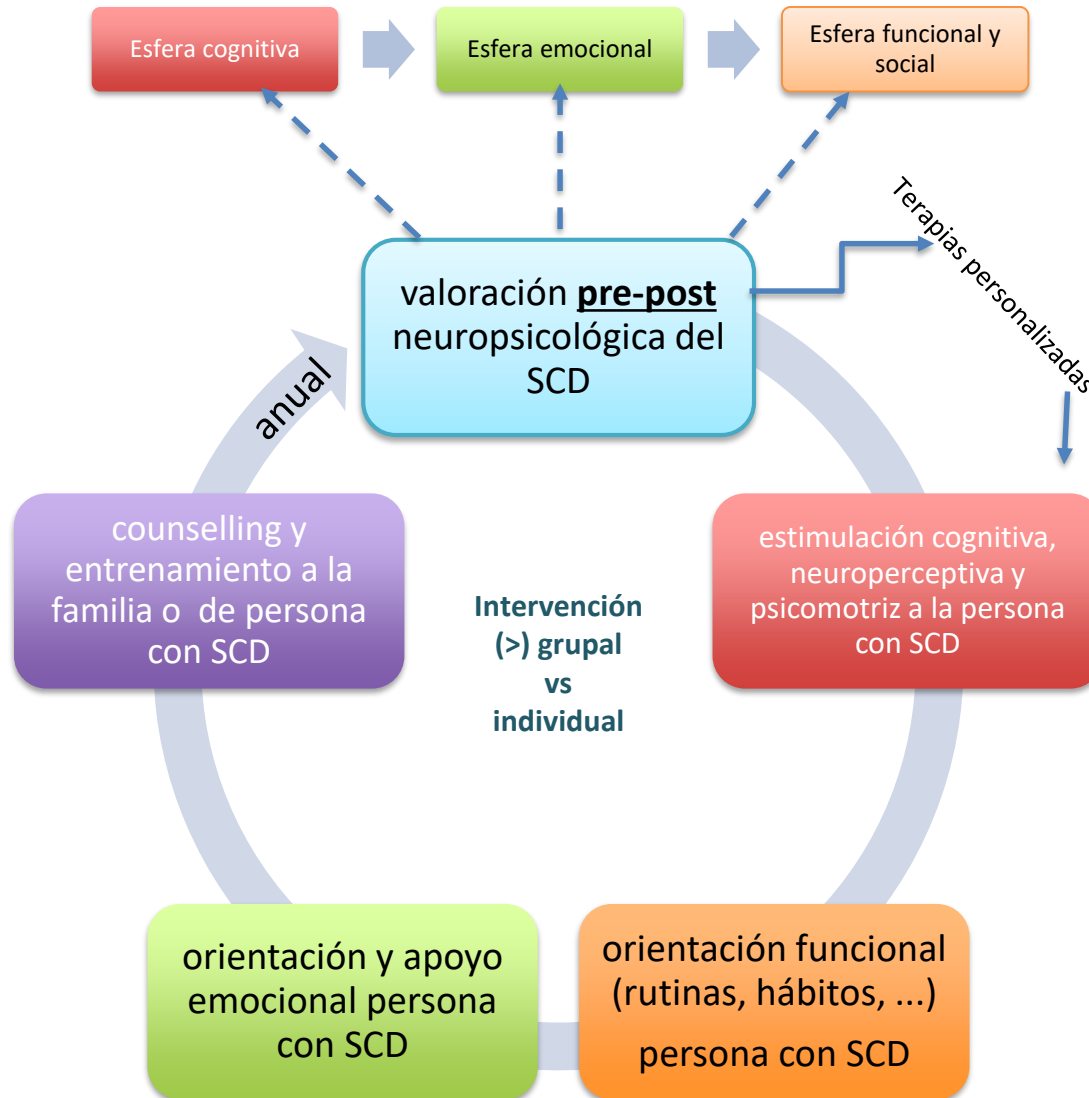 Esfera cognitiva
Esfera emocional
Esfera funcional y
social
valoración pre-post
neuropsicológica del
SCD
Terapias personalizadas
anual
counselling y
entrenamiento a la
familia o de persona
con SCD
Intervención
(>) grupal
vs
individual
estimulación cognitiva,
neuroperceptiva y
psicomotriz a la persona
con SCD
orientación y apoyo
emocional persona
con SCD
orientación funcional
(rutinas, hábitos, ...)
persona con SCD